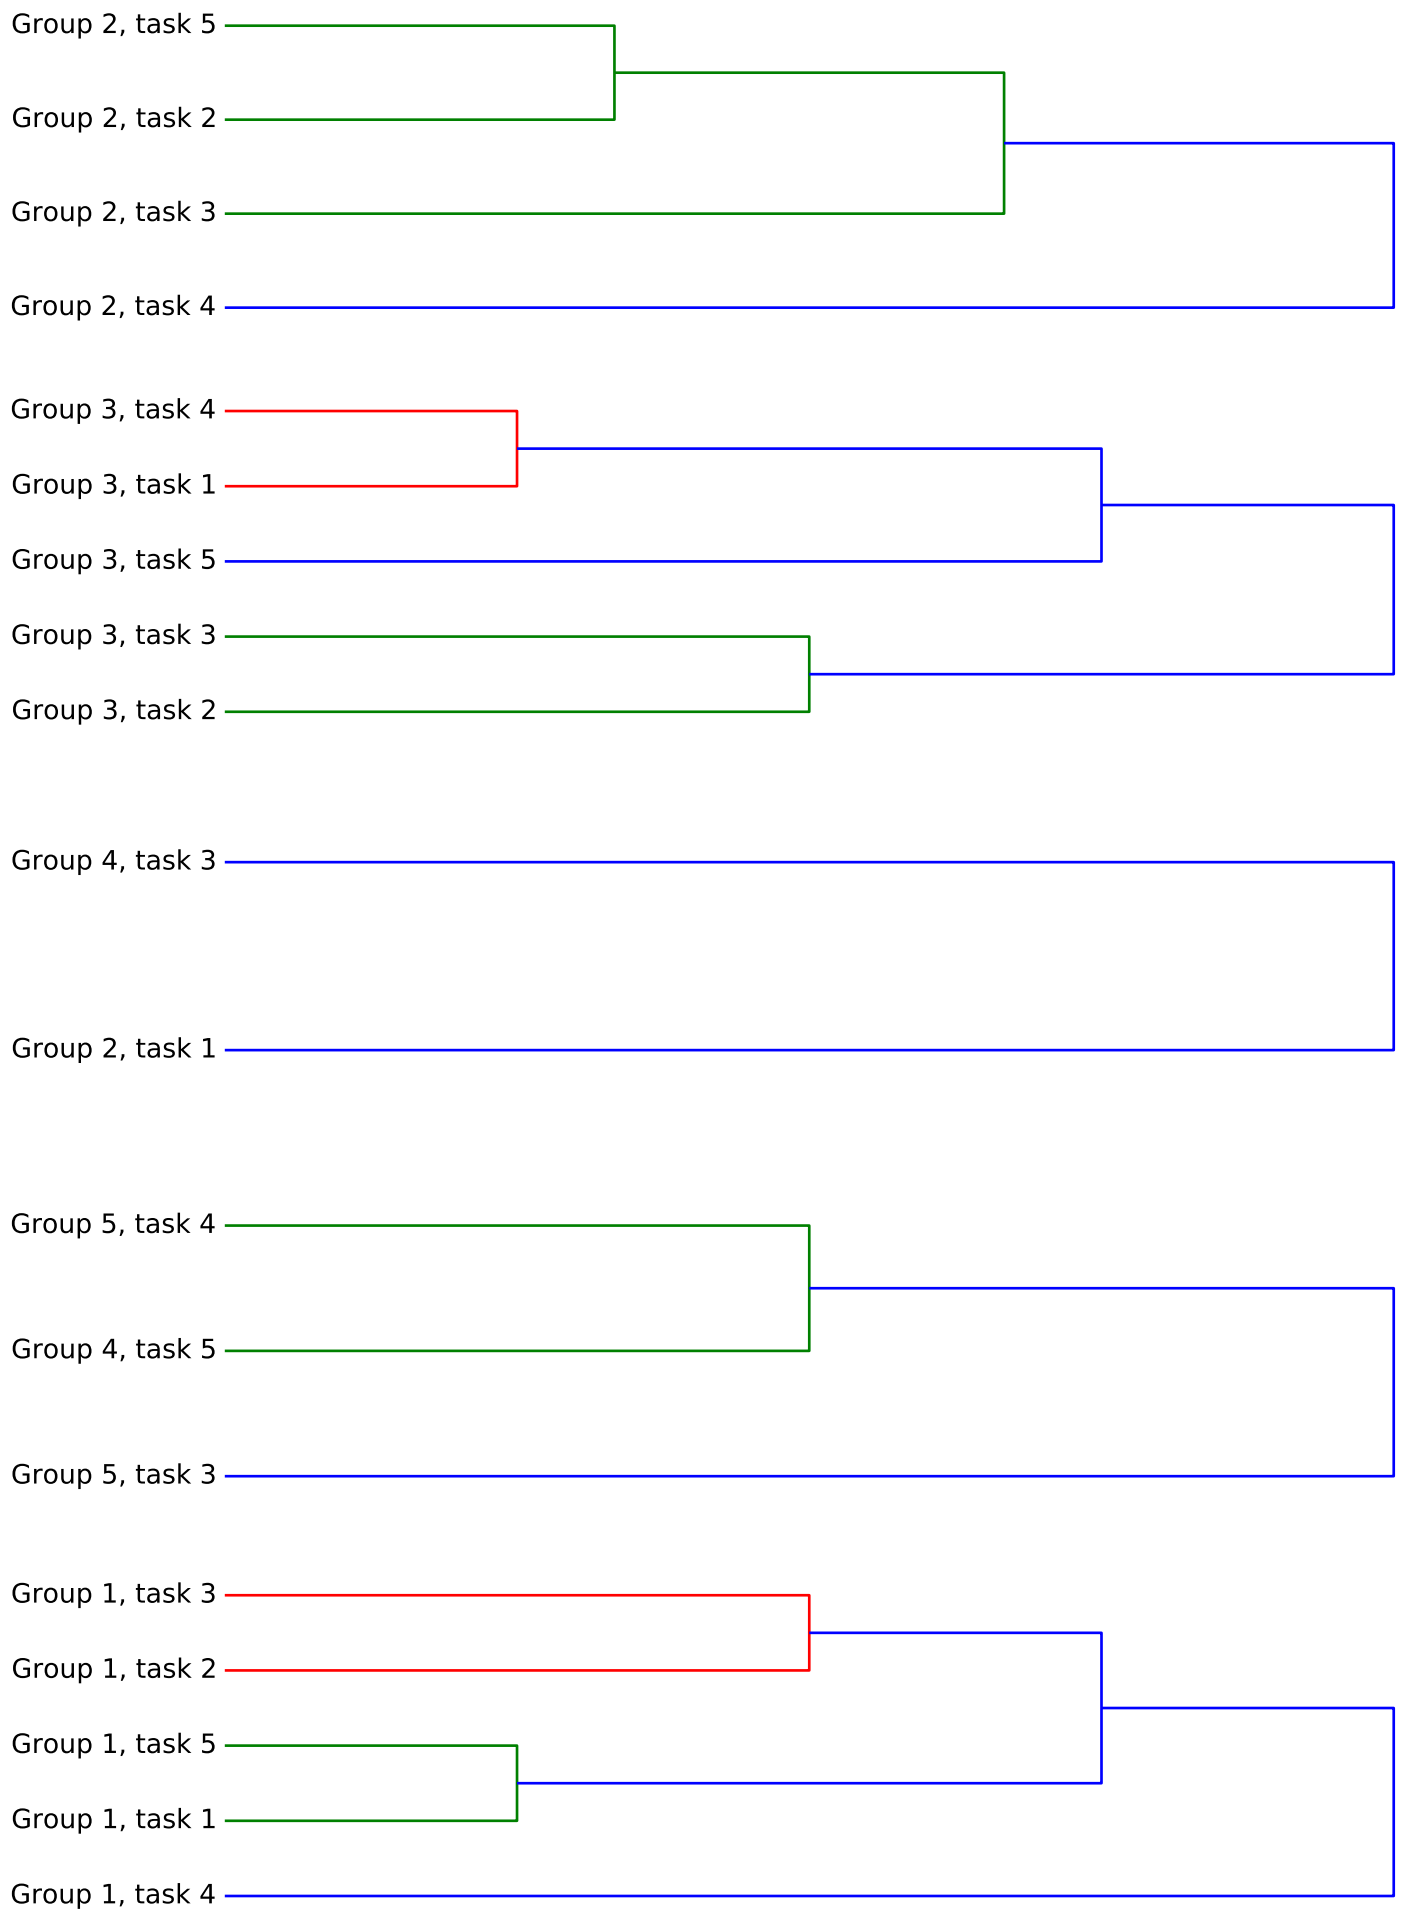 Group 2, task 5
Group 2, task 2
Group 2, task 3
Group 2, task 4
Group 3, task 4
Group 3, task 1
Group 3, task 5
Group 3, task 3
Group 3, task 2
Group 4, task 3
Group 2, task 1
Group 5, task 4
Group 4, task 5
Group 5, task 3
Group 1, task 3
Group 1, task 2
Group 1, task 5
Group 1, task 1
Group 1, task 4